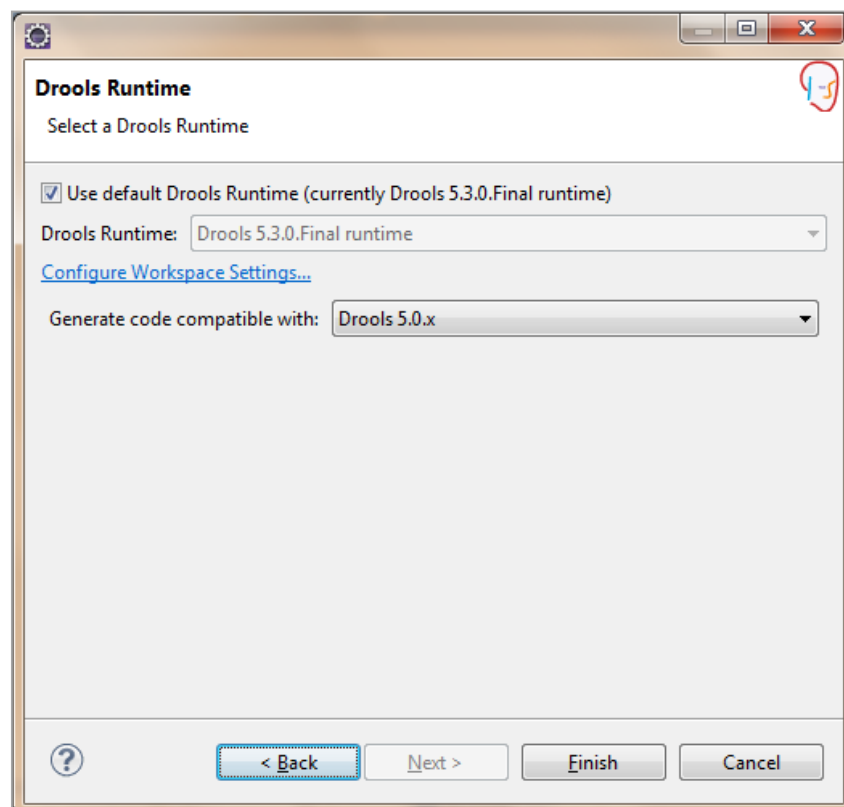 Drools Runtime
Select a Drools Runtime
Use default Drools Runtime (currently Drools 5.3.0.Final runtime)
Drools Runtime: Drools 5.3.0.Final runtime
Configure Workspace Settings...
Generate code compatible with: Drools 5.0.x
? < Back Next > Finish Cancel